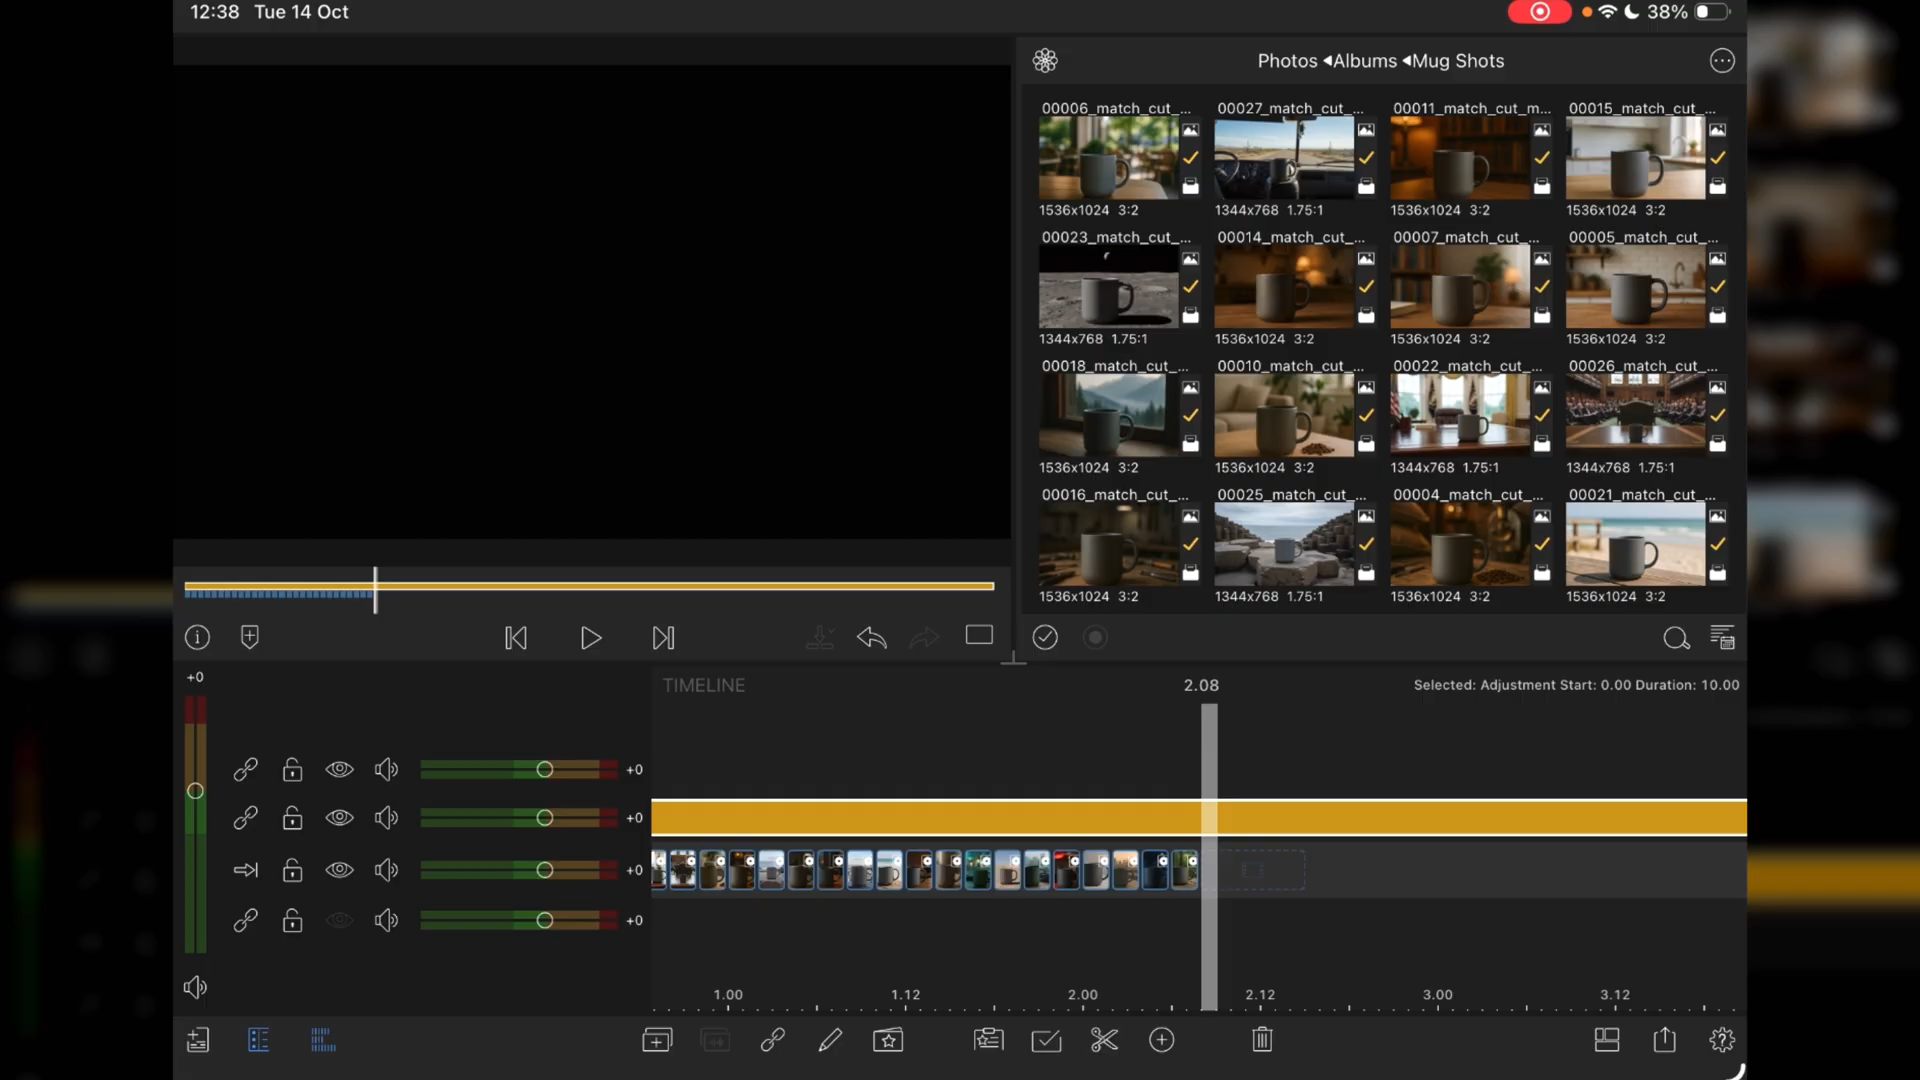 12:38 Tue 14 Oct
38%
Photos ◀Albums ◀Mug Shots
00006_match_cut_... 00027_match_cut_... 00011_match_cut_m... 00015_match_cut_...
1536x1024 3:2 1344x768 1.75:1 1536x1024 3:2 1536x1024 3:2
00023_match_cut_... 00014_match_cut_... 00007_match_cut_... 00005_match_cut_...
1344x768 1.75:1 1536x1024 3:2 1536x1024 3:2 1536x1024 3:2
00018_match_cut_... 00010_match_cut_... 00022_match_cut_... 00026_match_cut_...
1536x1024 3:2 1536x1024 3:2 1344x768 1.75:1 1344x768 1.75:1
00016_match_cut_... 00025_match_cut_... 00004_match_cut_... 00021_match_cut_...
1536x1024 3:2 1344x768 1.75:1 1536x1024 3:2 1536x1024 3:2
+0
TIMELINE 2.08 Selected: Adjustment Start: 0.00 Duration: 10.00
+0
+0
+0
+0
1.00 1.12 2.00 2.12 3.00 3.12